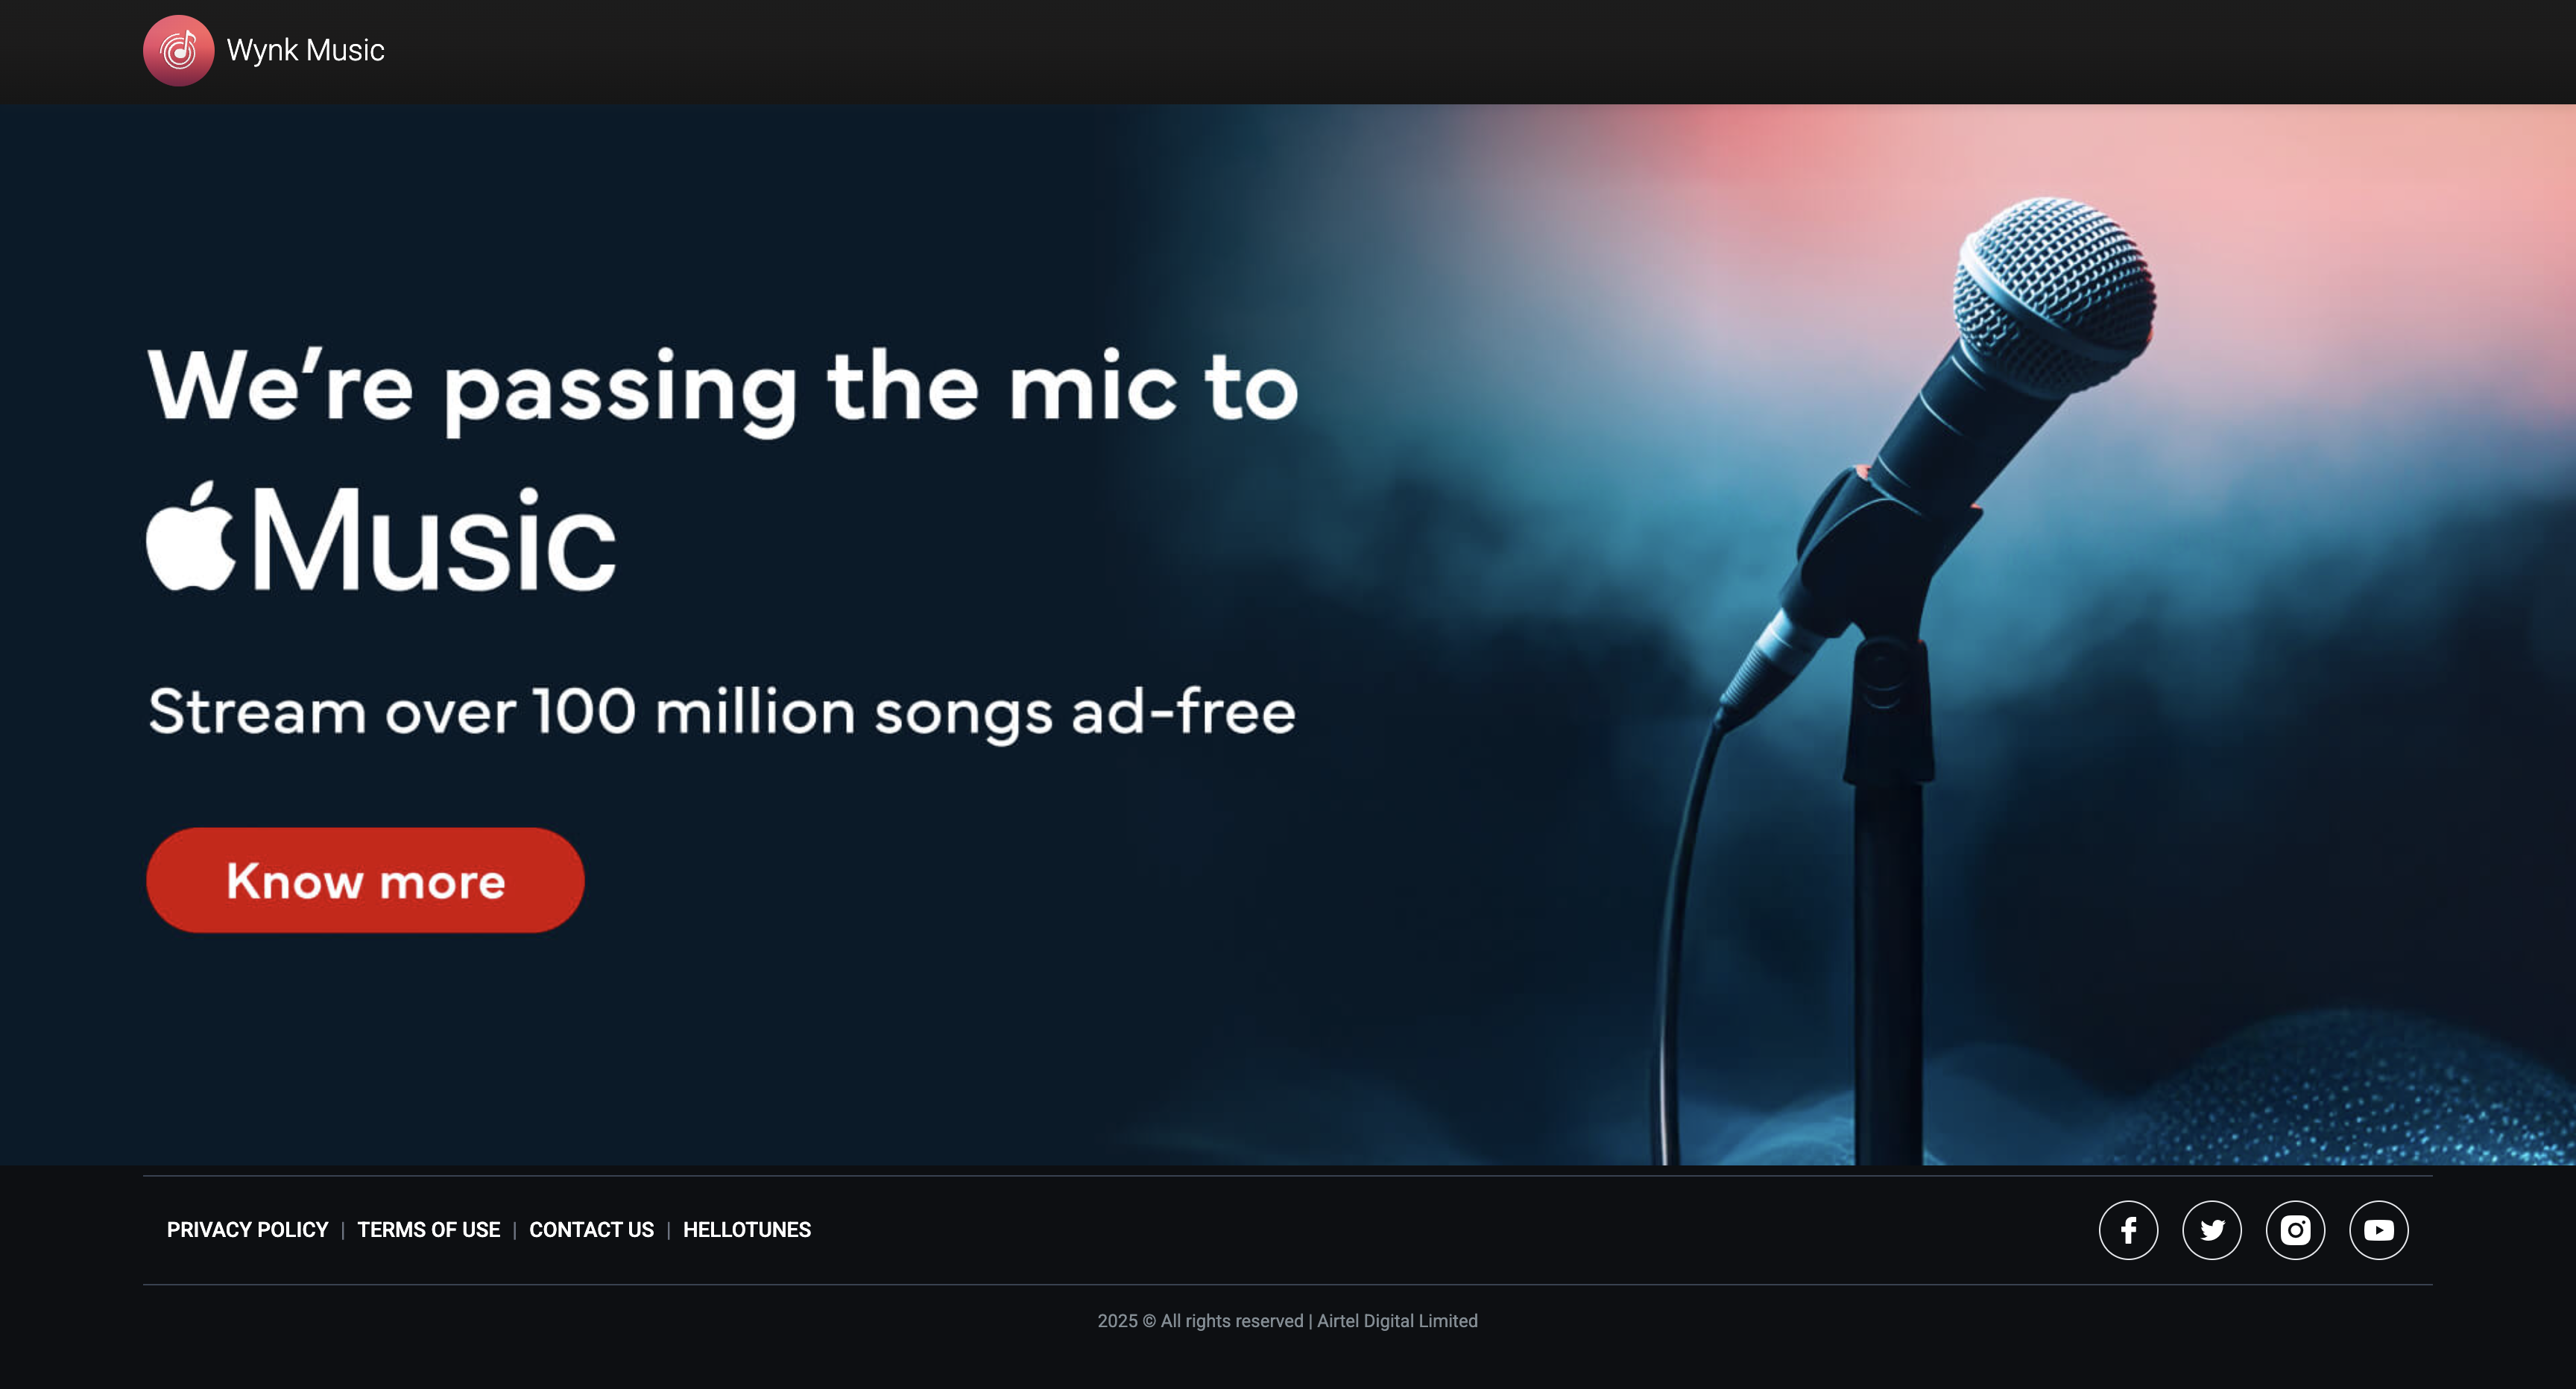 Wynk Music
We’re passing the mic to
Music
Stream over 100 million songs ad-free
Know more
PRIVACY POLICY | TERMS OF USE | CONTACT US | HELLOTUNES
2025 © All rights reserved | Airtel Digital Limited